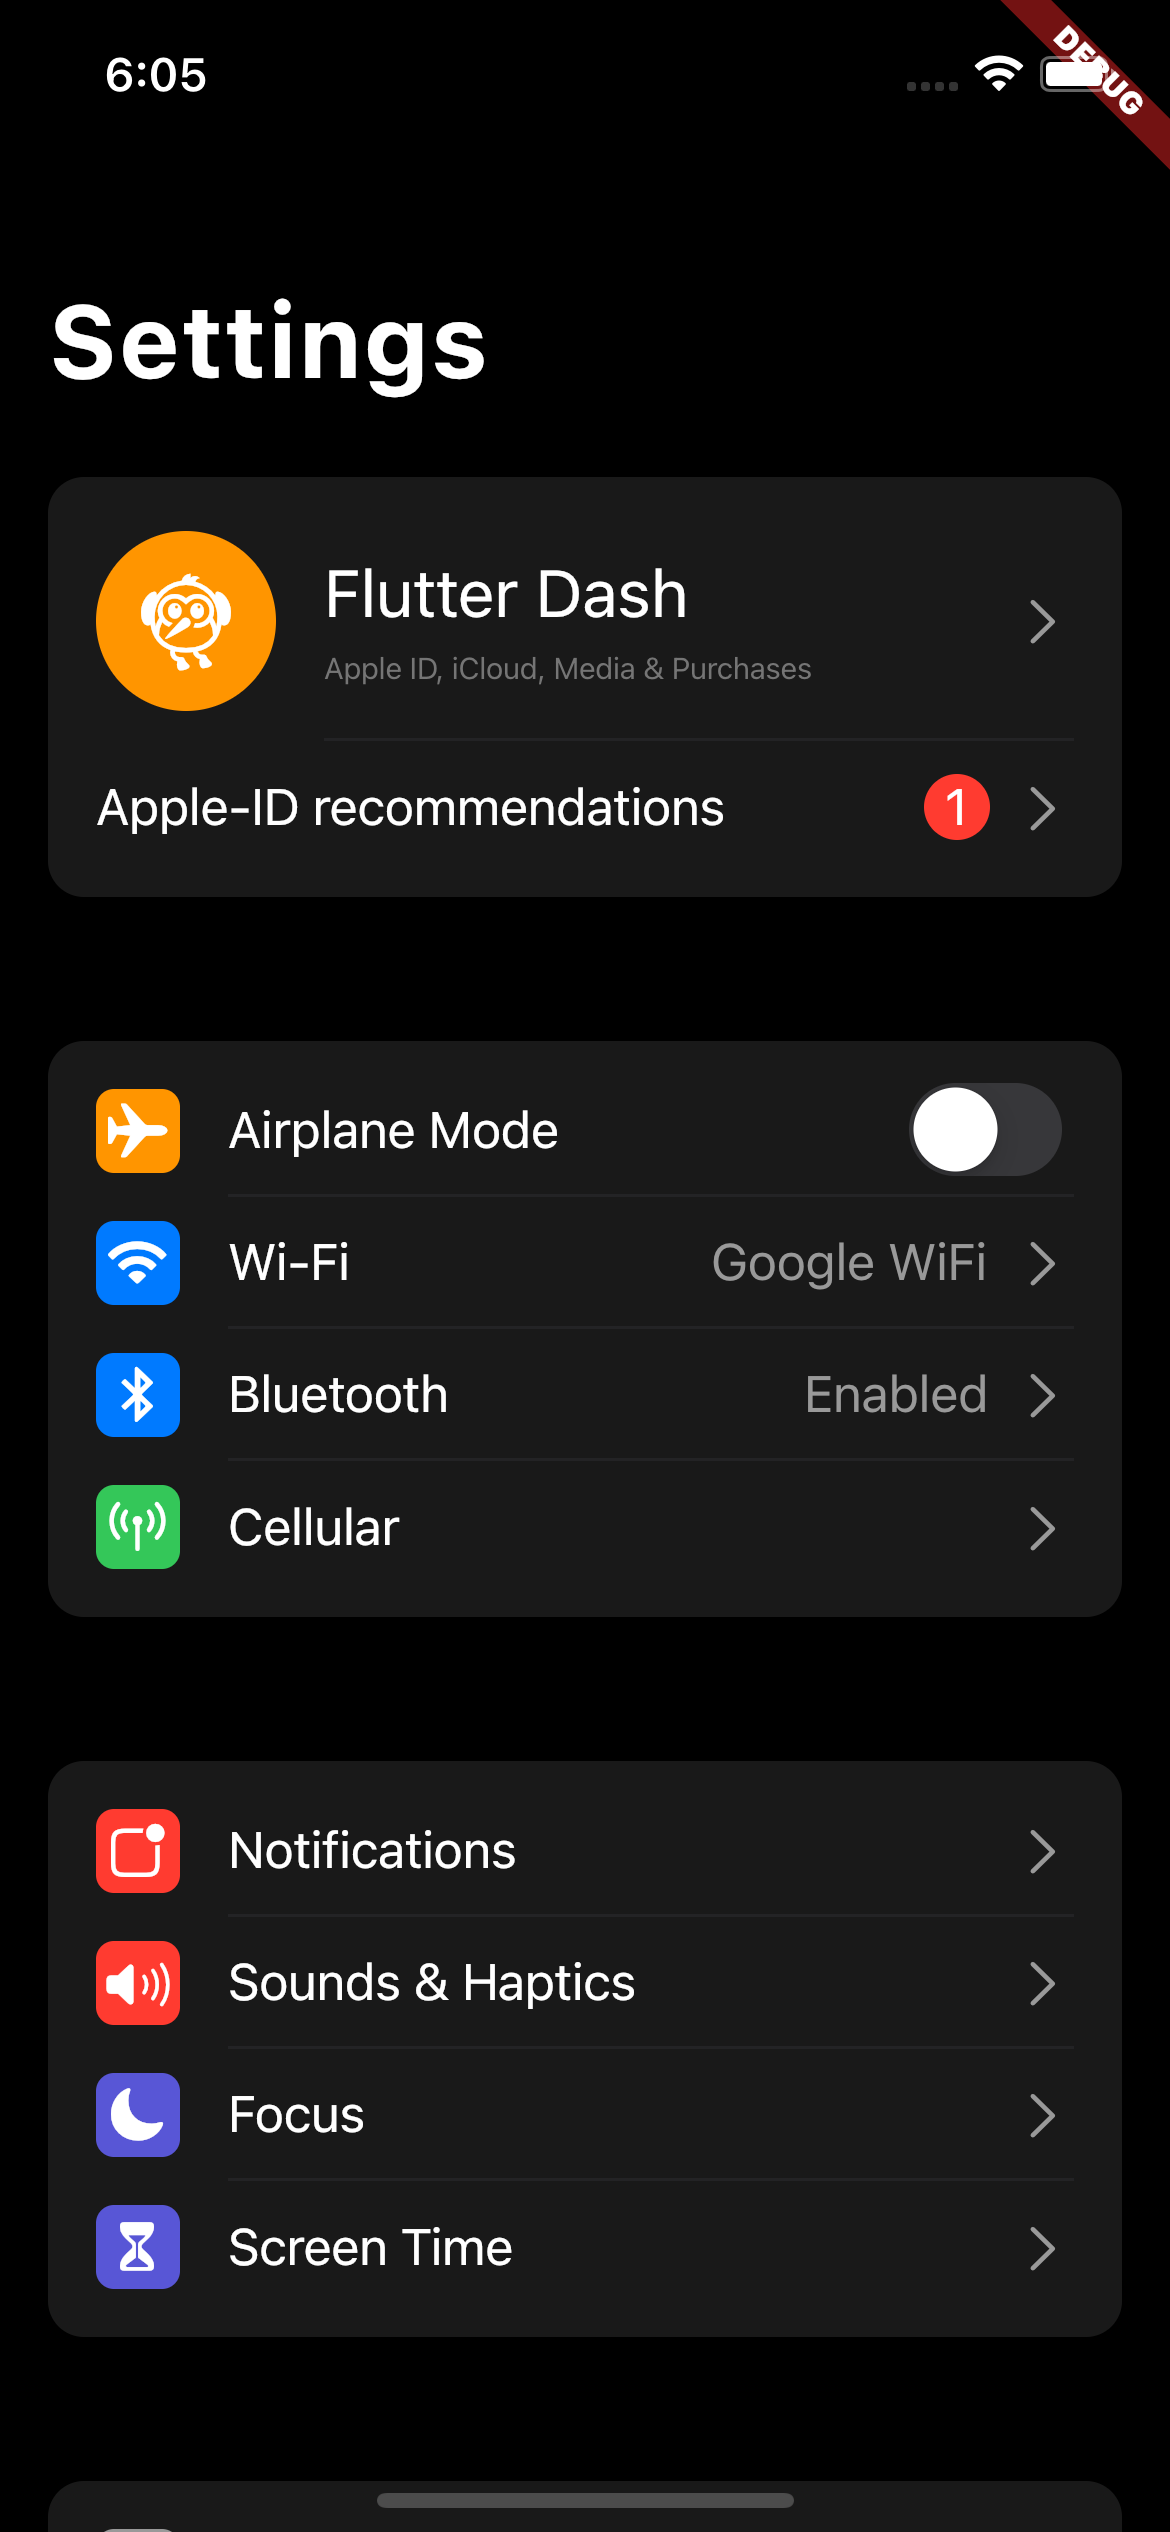 6:05
DEBUG
Settings
Flutter Dash
Apple ID, iCloud, Media & Purchases
Apple-ID recommendations 1
Airplane Mode
Wi-Fi Google WiFi
Bluetooth Enabled
Cellular
Notifications
Sounds & Haptics
Focus
Screen Time